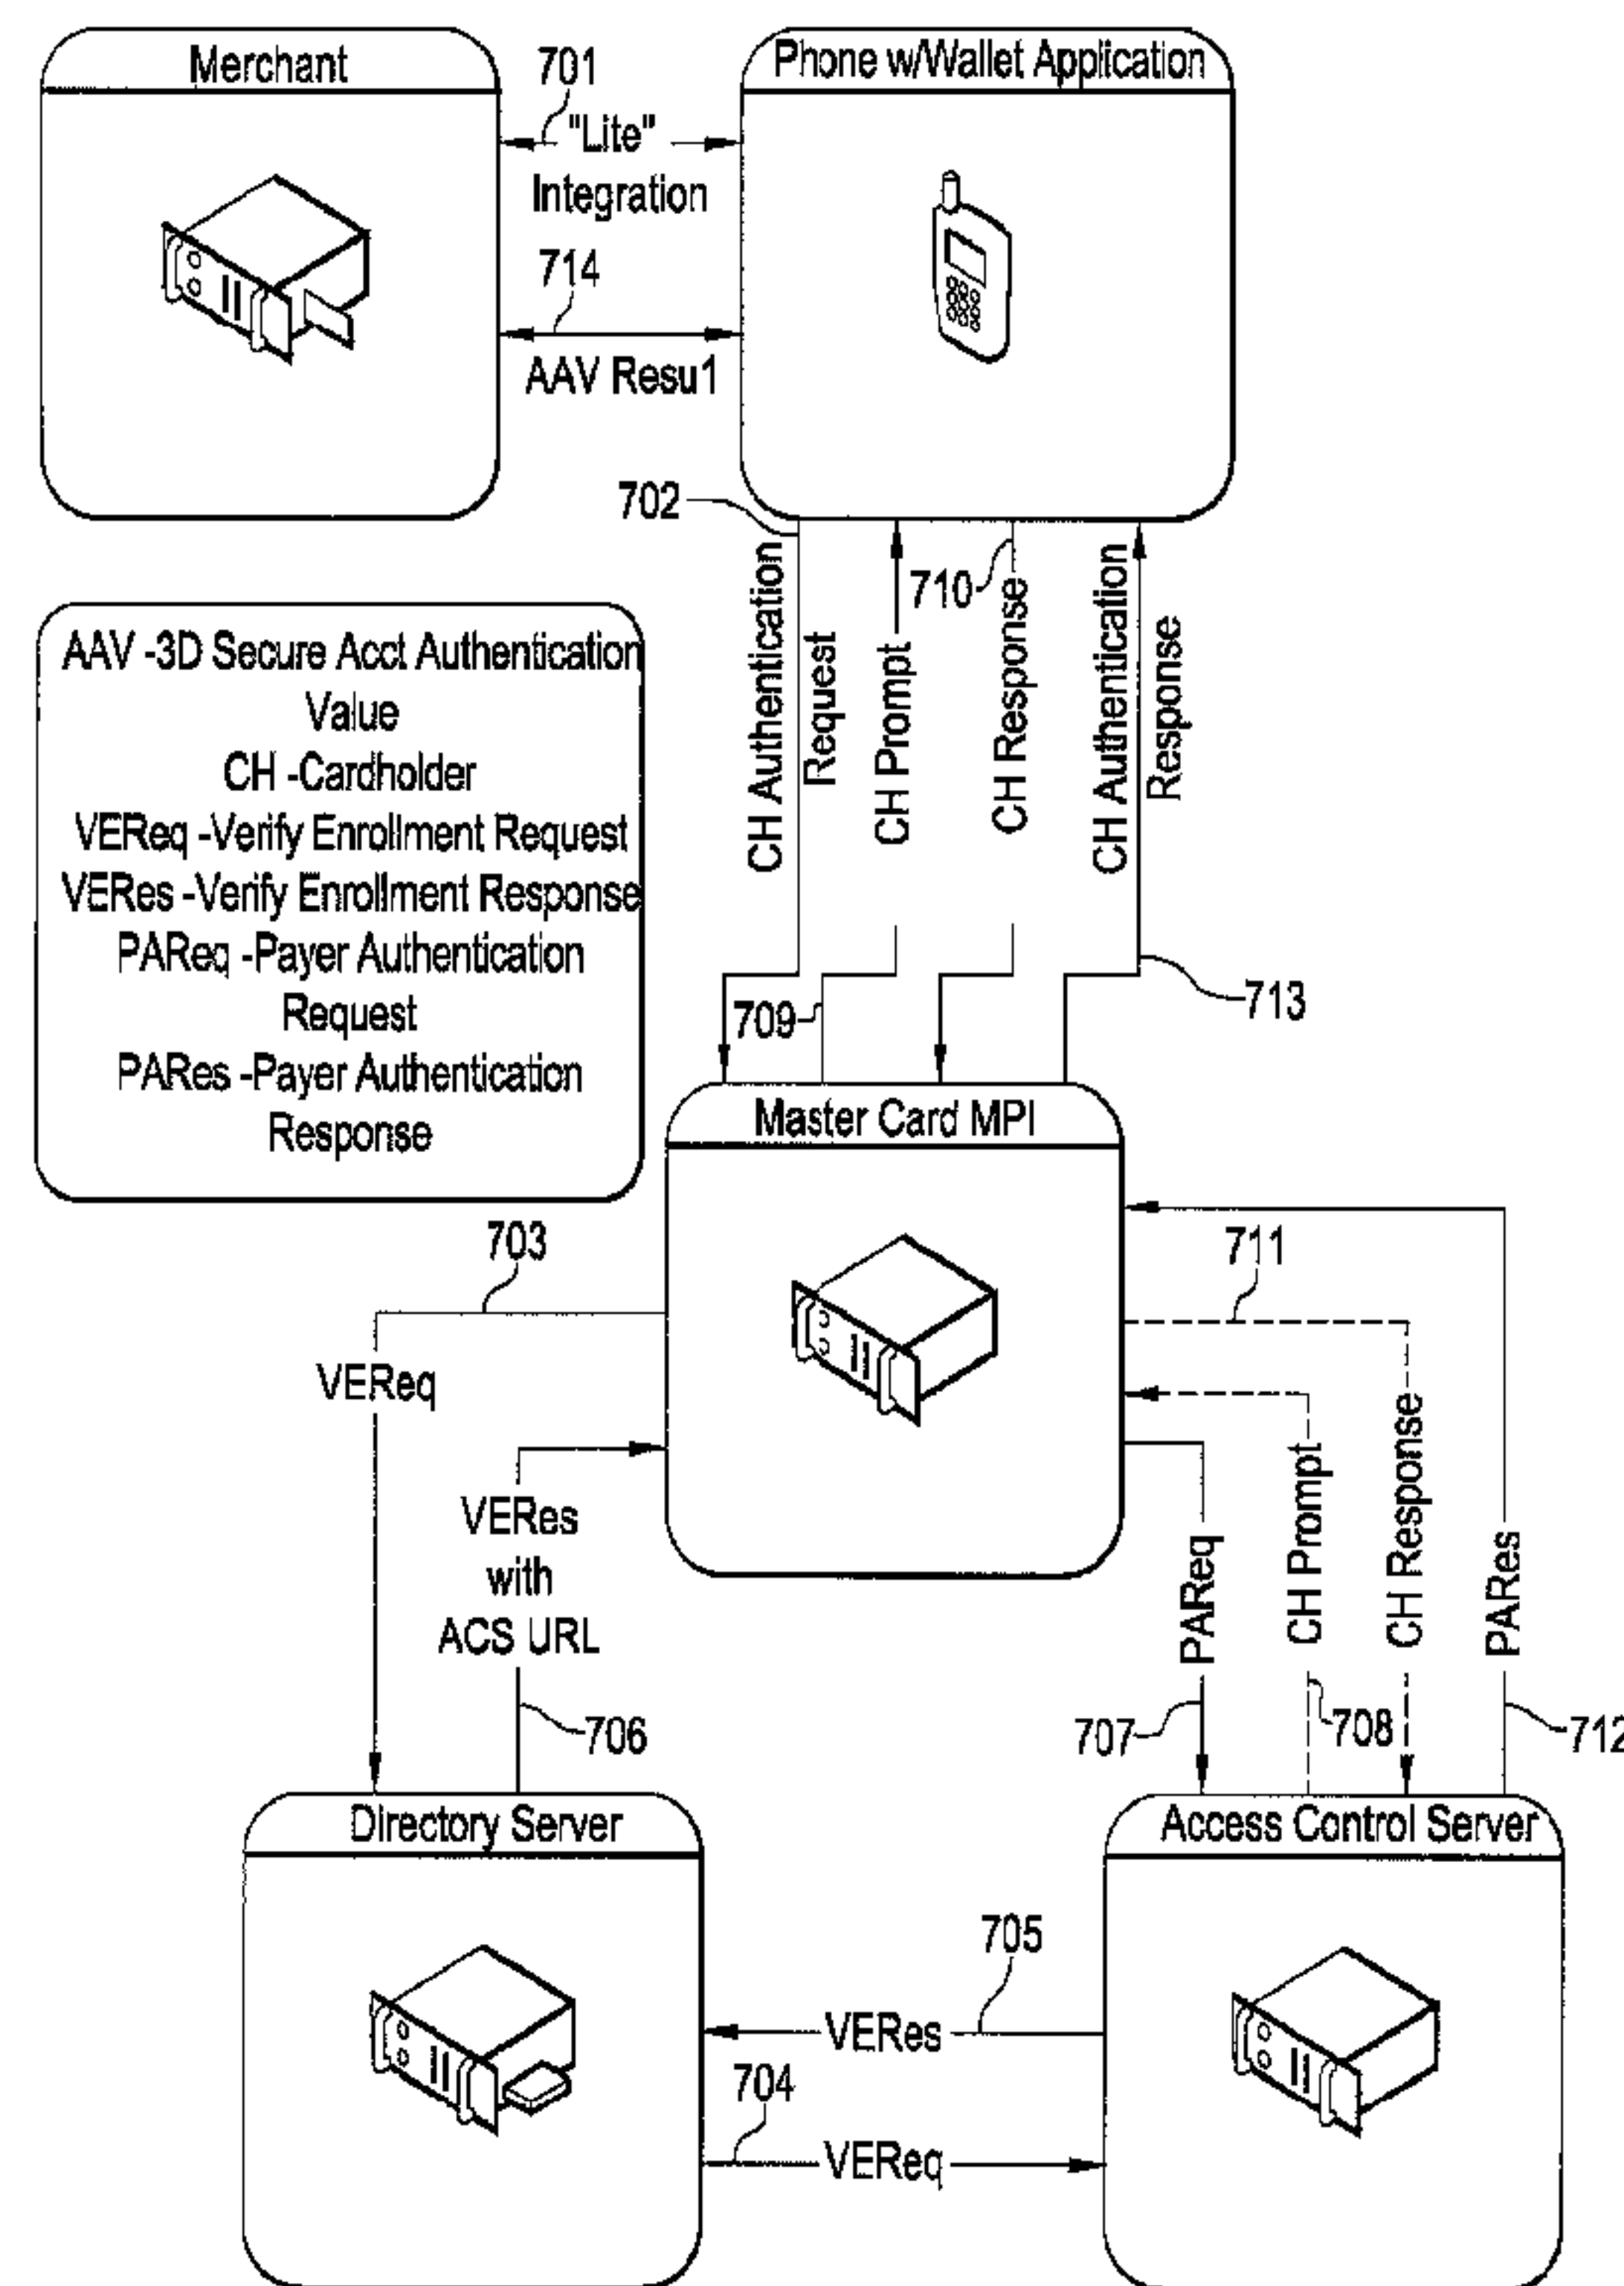 Merchant
701
Phone w/Wallet Application
"Lite"
Integration
714
AAV Resu1
702
710
CH Authentication
Request
CH Prompt
CH Response
CH Authentication
Response
AAV -3D Secure Acct Authentication
Value
CH -Cardholder
VEReq -Verify Enrollment Request
VERes -Verify Enrollment Response
PAReq -Payer Authentication
Request
PARes -Payer Authentication
Response
709
713
Master Card MPI
703
711
VEReq
VERes
with
ACS URL
706
PAReq
CH Prompt
CH Response
PARes
707
708
712
Directory Server
Access Control Server
705
VERes
704
VEReq